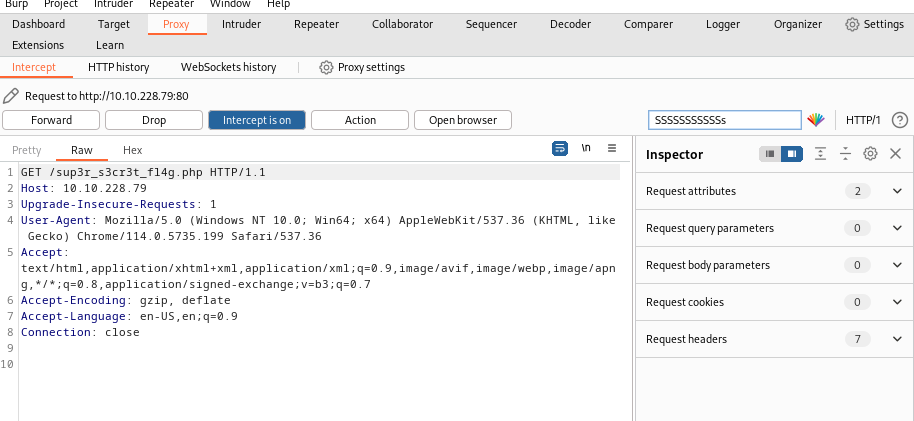 Burp Project Intruder Repeater Window Help
Dashboard Target Proxy Intruder Repeater Collaborator Sequencer Decoder Comparer Logger Organizer Settings
Extensions Learn
Intercept HTTP history WebSockets history Proxy settings
Request to http://10.10.228.79:80
Forward Drop Intercept is on Action Open browser SSSSSSSSSSSs HTTP/1 ?
Pretty Raw Hex \n
1 GET /sup3r_s3cr3t_fl4g.php HTTP/1.1
2 Host: 10.10.228.79
3 Upgrade-Insecure-Requests: 1
4 User-Agent: Mozilla/5.0 (Windows NT 10.0; Win64; x64) AppleWebKit/537.36 (KHTML, like
Gecko) Chrome/114.0.5735.199 Safari/537.36
5 Accept:
text/html,application/xhtml+xml,application/xml;q=0.9,image/avif,image/webp,image/apn
g,*/*;q=0.8,application/signed-exchange;v=b3;q=0.7
6 Accept-Encoding: gzip, deflate
7 Accept-Language: en-US,en;q=0.9
8 Connection: close
9
10
Inspector
Request attributes 2
Request query parameters 0
Request body parameters 0
Request cookies 0
Request headers 7